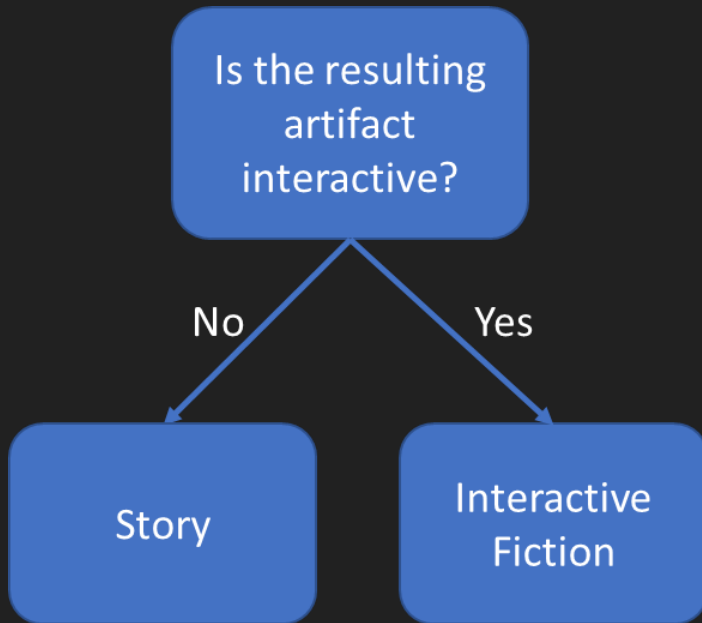 Is the resulting
artifact
interactive?
No
Yes
Story
Interactive
Fiction